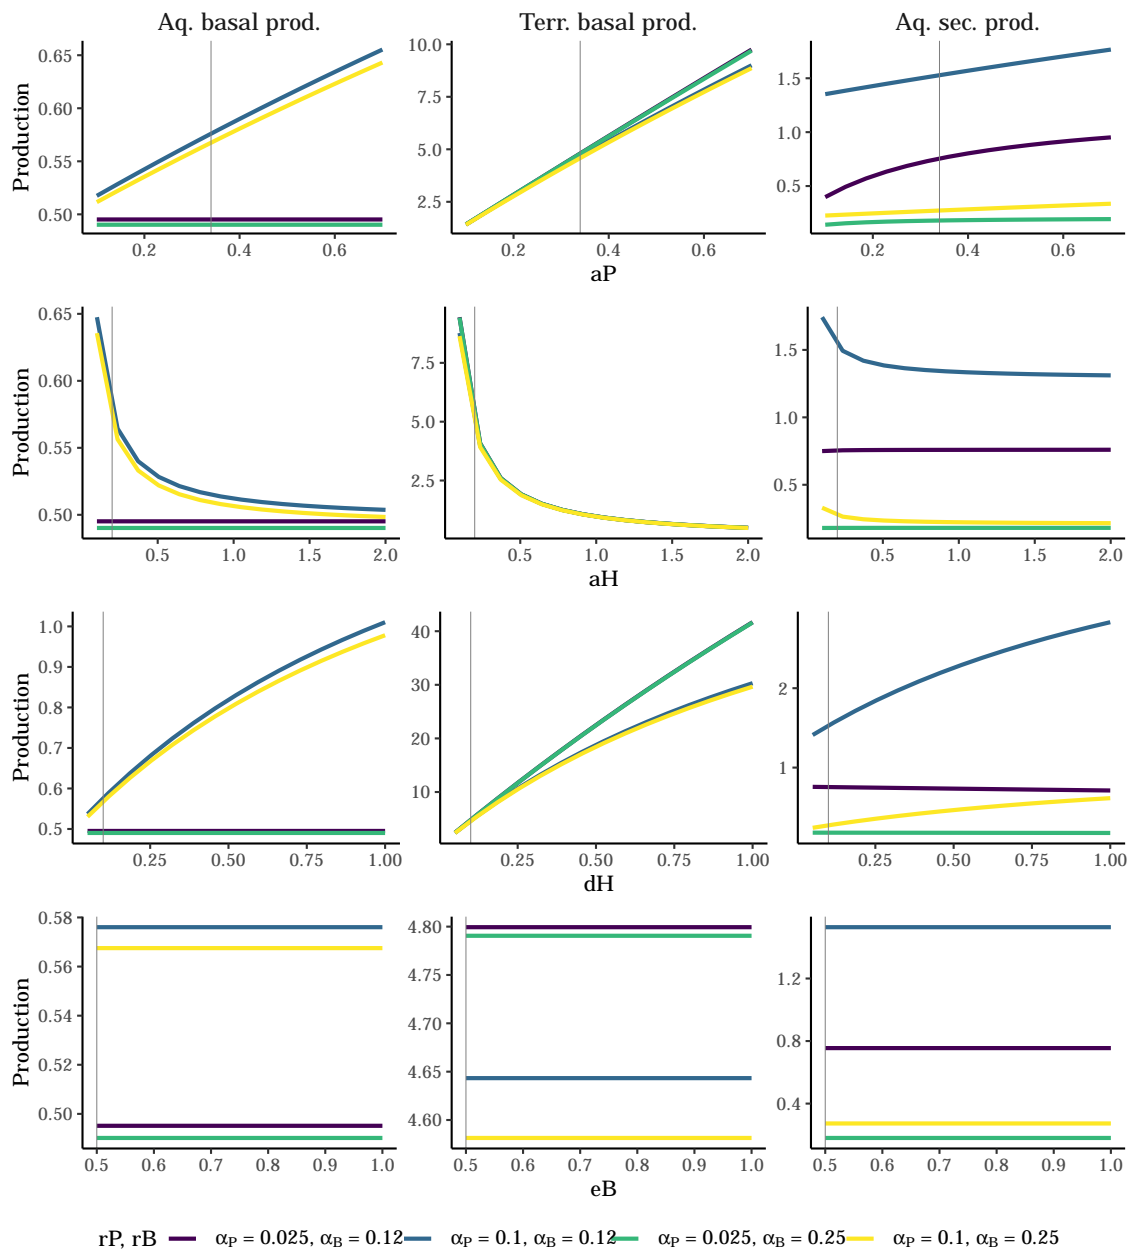 Aq. basal prod. Terr. basal prod. Aq. sec. prod.
Production
0.65
0.60
0.55
0.50
0.2 0.4 0.6
10.0
7.5
5.0
2.5
0.2 0.4 0.6
1.5
1.0
0.5
0.2 0.4 0.6
aP
Production
0.65
0.60
0.55
0.50
0.5 1.0 1.5 2.0
7.5
5.0
2.5
0.5 1.0 1.5 2.0
1.5
1.0
0.5
0.5 1.0 1.5 2.0
aH
Production
1.0
0.9
0.8
0.7
0.6
0.5
0.25 0.50 0.75 1.00
40
30
20
10
0.25 0.50 0.75 1.00
2
1
0.25 0.50 0.75 1.00
dH
Production
0.58
0.56
0.54
0.52
0.50
0.5 0.6 0.7 0.8 0.9 1.0
4.80
4.75
4.70
4.65
4.60
0.5 0.6 0.7 0.8 0.9 1.0
1.2
0.8
0.4
0.5 0.6 0.7 0.8 0.9 1.0
eB
rP, rB αP = 0.025, αB = 0.12 αP = 0.1, αB = 0.12 αP = 0.025, αB = 0.25 αP = 0.1, αB = 0.25